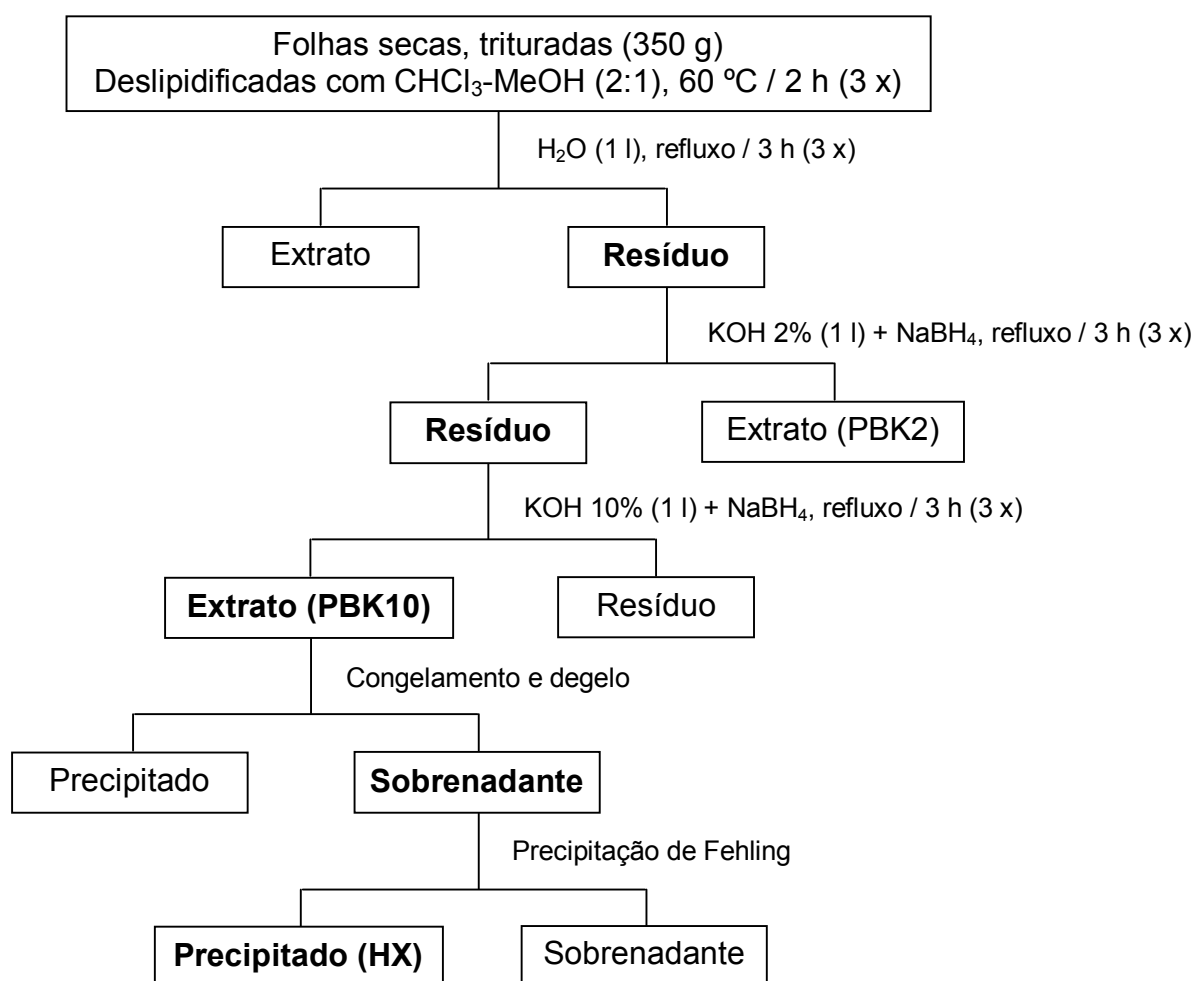 Folhas secas, trituradas (350 g)
Deslipidificadas com CHCl₃-MeOH (2:1), 60 ºC / 2 h (3 x)
H₂O (1 l), refluxo / 3 h (3 x)
Extrato
Resíduo
KOH 2% (1 l) + NaBH₄, refluxo / 3 h (3 x)
Resíduo
Extrato (PBK2)
KOH 10% (1 l) + NaBH₄, refluxo / 3 h (3 x)
Extrato (PBK10)
Resíduo
Congelamento e degelo
Precipitado
Sobrenadante
Precipitação de Fehling
Precipitado (HX)
Sobrenadante